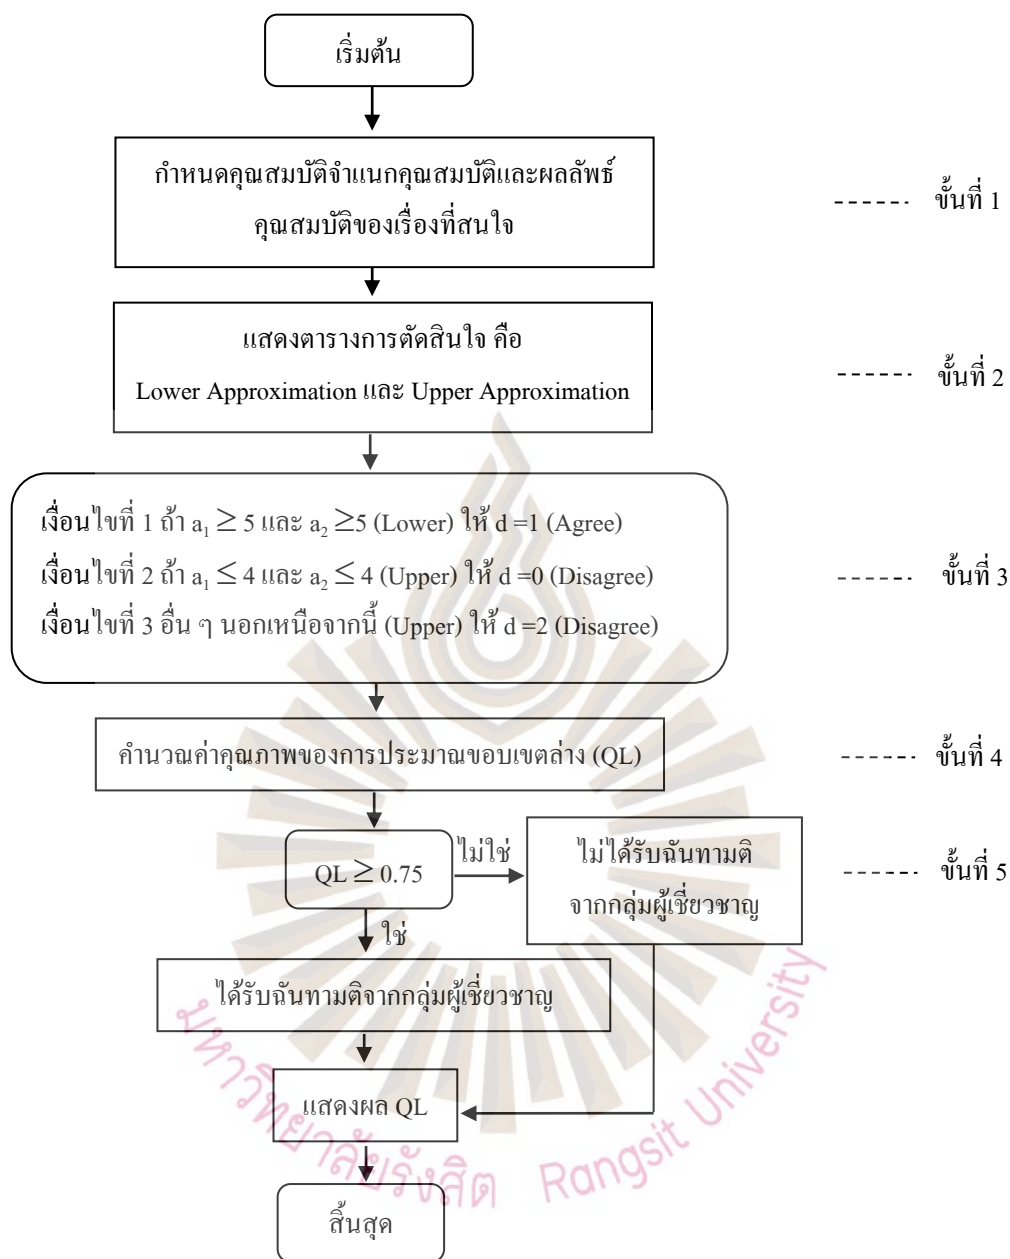 เริ่มต้น
กำหนดคุณสมบัติจำแนกคุณสมบัติและผลลัพธ์
คุณสมบัติของเรื่องที่สนใจ
------ ขั้นที่ 1
แสดงตารางการตัดสินใจ คือ
Lower Approximation และ Upper Approximation
------ ขั้นที่ 2
เงื่อนไขที่ 1 ถ้า a₁ ≥ 5 และ a₂ ≥5 (Lower) ให้ d =1 (Agree)
เงื่อนไขที่ 2 ถ้า a₁ ≤ 4 และ a₂ ≤ 4 (Upper) ให้ d =0 (Disagree)
เงื่อนไขที่ 3 อื่น ๆ นอกเหนือจากนี้ (Upper) ให้ d =2 (Disagree)
------ ขั้นที่ 3
คำนวณค่าคุณภาพของการประมาณขอบเขตล่าง (QL)
------ ขั้นที่ 4
QL ≥ 0.75
ไม่ใช่
ไม่ได้รับฉันทามติ
จากกลุ่มผู้เชี่ยวชาญ
------ ขั้นที่ 5
ใช่
ได้รับฉันทามติจากกลุ่มผู้เชี่ยวชาญ
แสดงผล QL
สิ้นสุด
มหาวิทยาลัยรังสิต Rangsit University